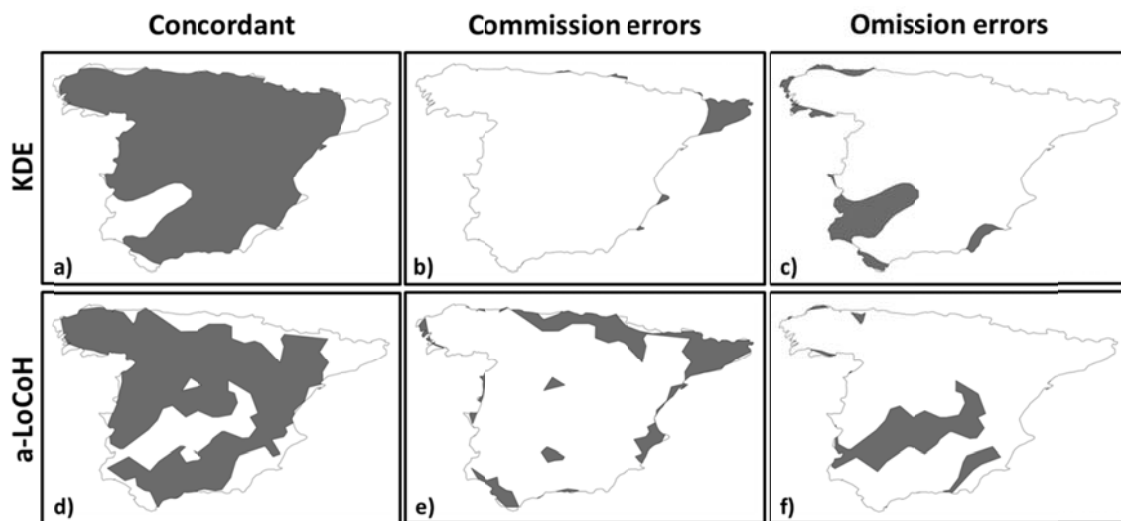 Concordant Commission errors Omission errors
KDE
a) b) c)
a-LoCoH
d) e) f)